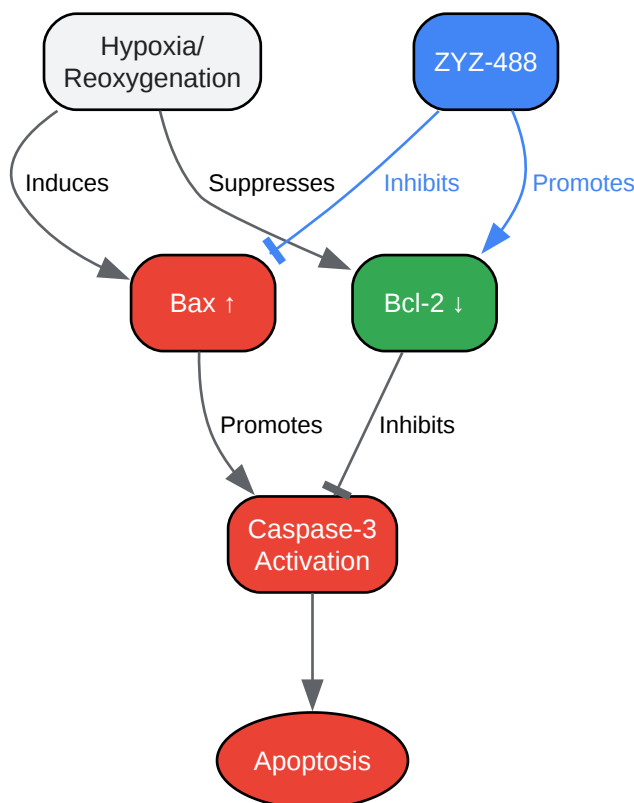 Hypoxia/
Reoxygenation
ZYZ-488
Induces
Suppresses
Inhibits
Promotes
Bax ↑
Bcl-2 ↓
Promotes
Inhibits
Caspase-3
Activation
Apoptosis